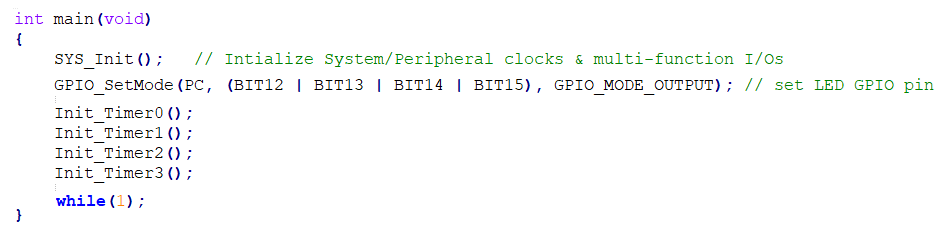 int main(void)
{
SYS_Init(); // Intialize System/Peripheral clocks & multi-function I/Os
GPIO_SetMode(PC, (BIT12 | BIT13 | BIT14 | BIT15), GPIO_MODE_OUTPUT); // set LED GPIO pin
Init_Timer0();
Init_Timer1();
Init_Timer2();
Init_Timer3();
while(1);
}